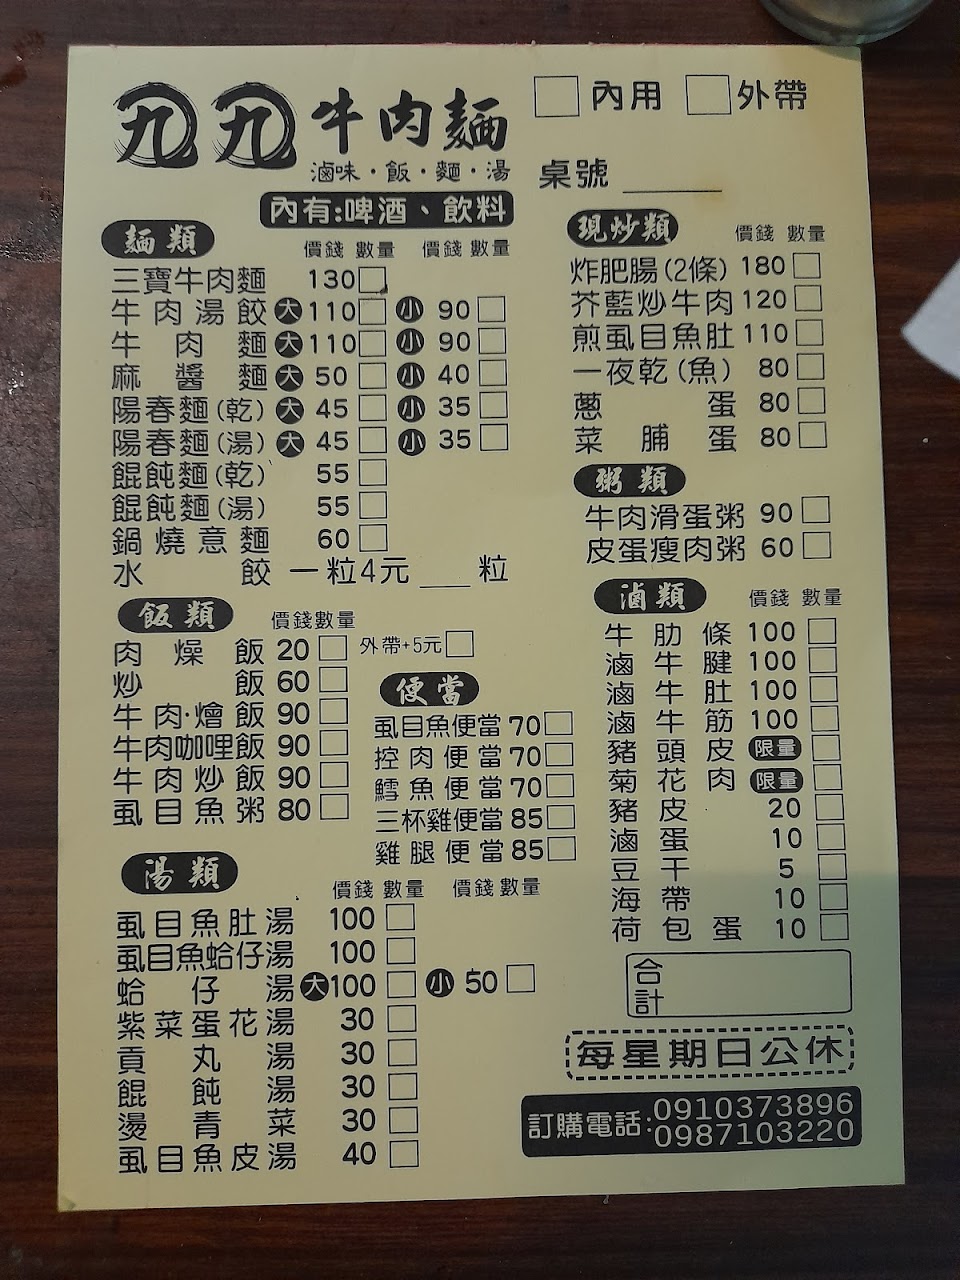 九九牛肉麵
滷味·飯·麵·湯
內有:啤酒、飲料
□內用 □外帶
桌號 ______
麵類 價錢 數量 價錢 數量
三寶牛肉麵 130□
牛肉湯餃 大 110□ 小 90□
牛肉麵 大 110□ 小 90□
麻醬麵 大 50□ 小 40□
陽春麵(乾) 大 45□ 小 35□
陽春麵(湯) 大 45□ 小 35□
餛飩麵(乾) 55□
餛飩麵(湯) 55□
鍋燒意麵 60□
水餃 一粒4元 ___ 粒
飯類 價錢 數量
肉燥飯 20□ 外帶+5元□
炒飯 60□
牛肉·燴飯 90□
牛肉咖哩飯 90□
牛肉炒飯 90□
虱目魚粥 80□
便當
虱目魚便當 70□
控肉便當 70□
鱈魚便當 70□
三杯雞便當 85□
雞腿便當 85□
湯類 價錢 數量 價錢 數量
虱目魚肚湯 100□
虱目魚蛤仔湯 100□
蛤仔湯 大 100□ 小 50□
紫菜蛋花湯 30□
貢丸湯 30□
餛飩湯 30□
燙青菜 30□
虱目魚皮湯 40□
現炒類 價錢 數量
炸肥腸(2條) 180□
芥藍炒牛肉 120□
煎虱目魚肚 110□
一夜乾(魚) 80□
蔥蛋 80□
菜脯蛋 80□
粥類
牛肉滑蛋粥 90□
皮蛋瘦肉粥 60□
滷類 價錢 數量
牛肋條 100□
滷牛腱 100□
滷牛肚 100□
滷牛筋 100□
豬頭皮 限量□
菊花肉 限量□
豬皮 20□
滷蛋 10□
豆干 5□
海帶 10□
荷包蛋 10□
合計
每星期日公休
訂購電話:0910373896
0987103220